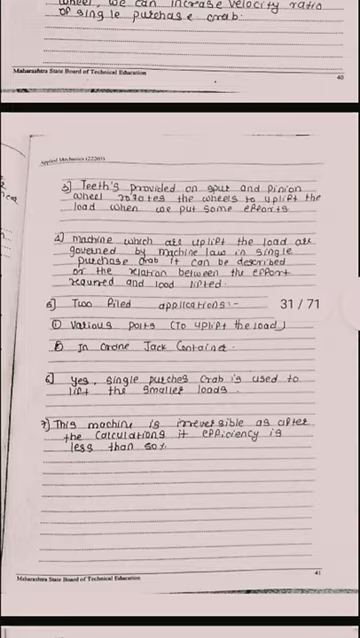 wheel, we can increase velocity ratio
of single putchase crab.
Maharashtra State Board of Technical Education
40
Applied Mechanics (22203)
3) Teeth's provided on sput and pinion
wheel rotates the wheels to uplift the
load when we put some efforts
4) machine which are uplift the load are
governed by machine law in single
purchase crab it can be described
or the relation between the effort
required and load lifted.
5) Two Filed applications:-
31 / 71
① Various ports (To uplift the load)
② In crane Jack Container.
6) Yes, single putches crab is used to
lift the smaller loads.
7) This machine is irreversible as after
the calculations it efficiency is
less than 50%
Maharashtra State Board of Technical Education
41